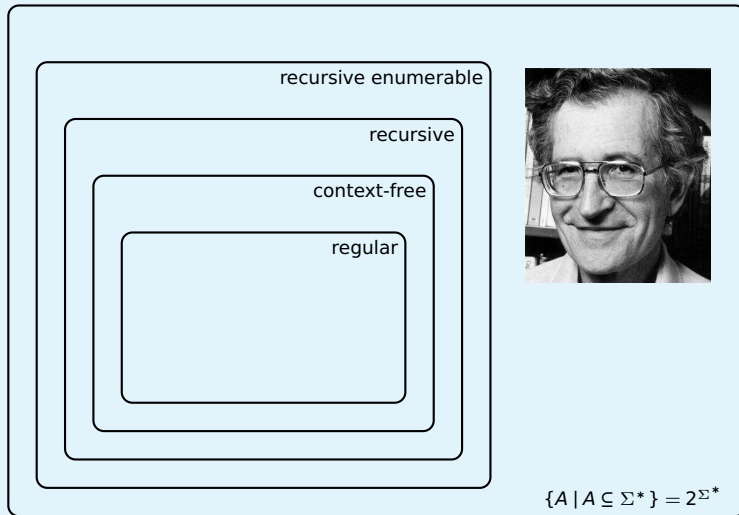 recursive enumerable
recursive
context-free
regular
{A | A ⊆ Σ*} = 2^Σ*